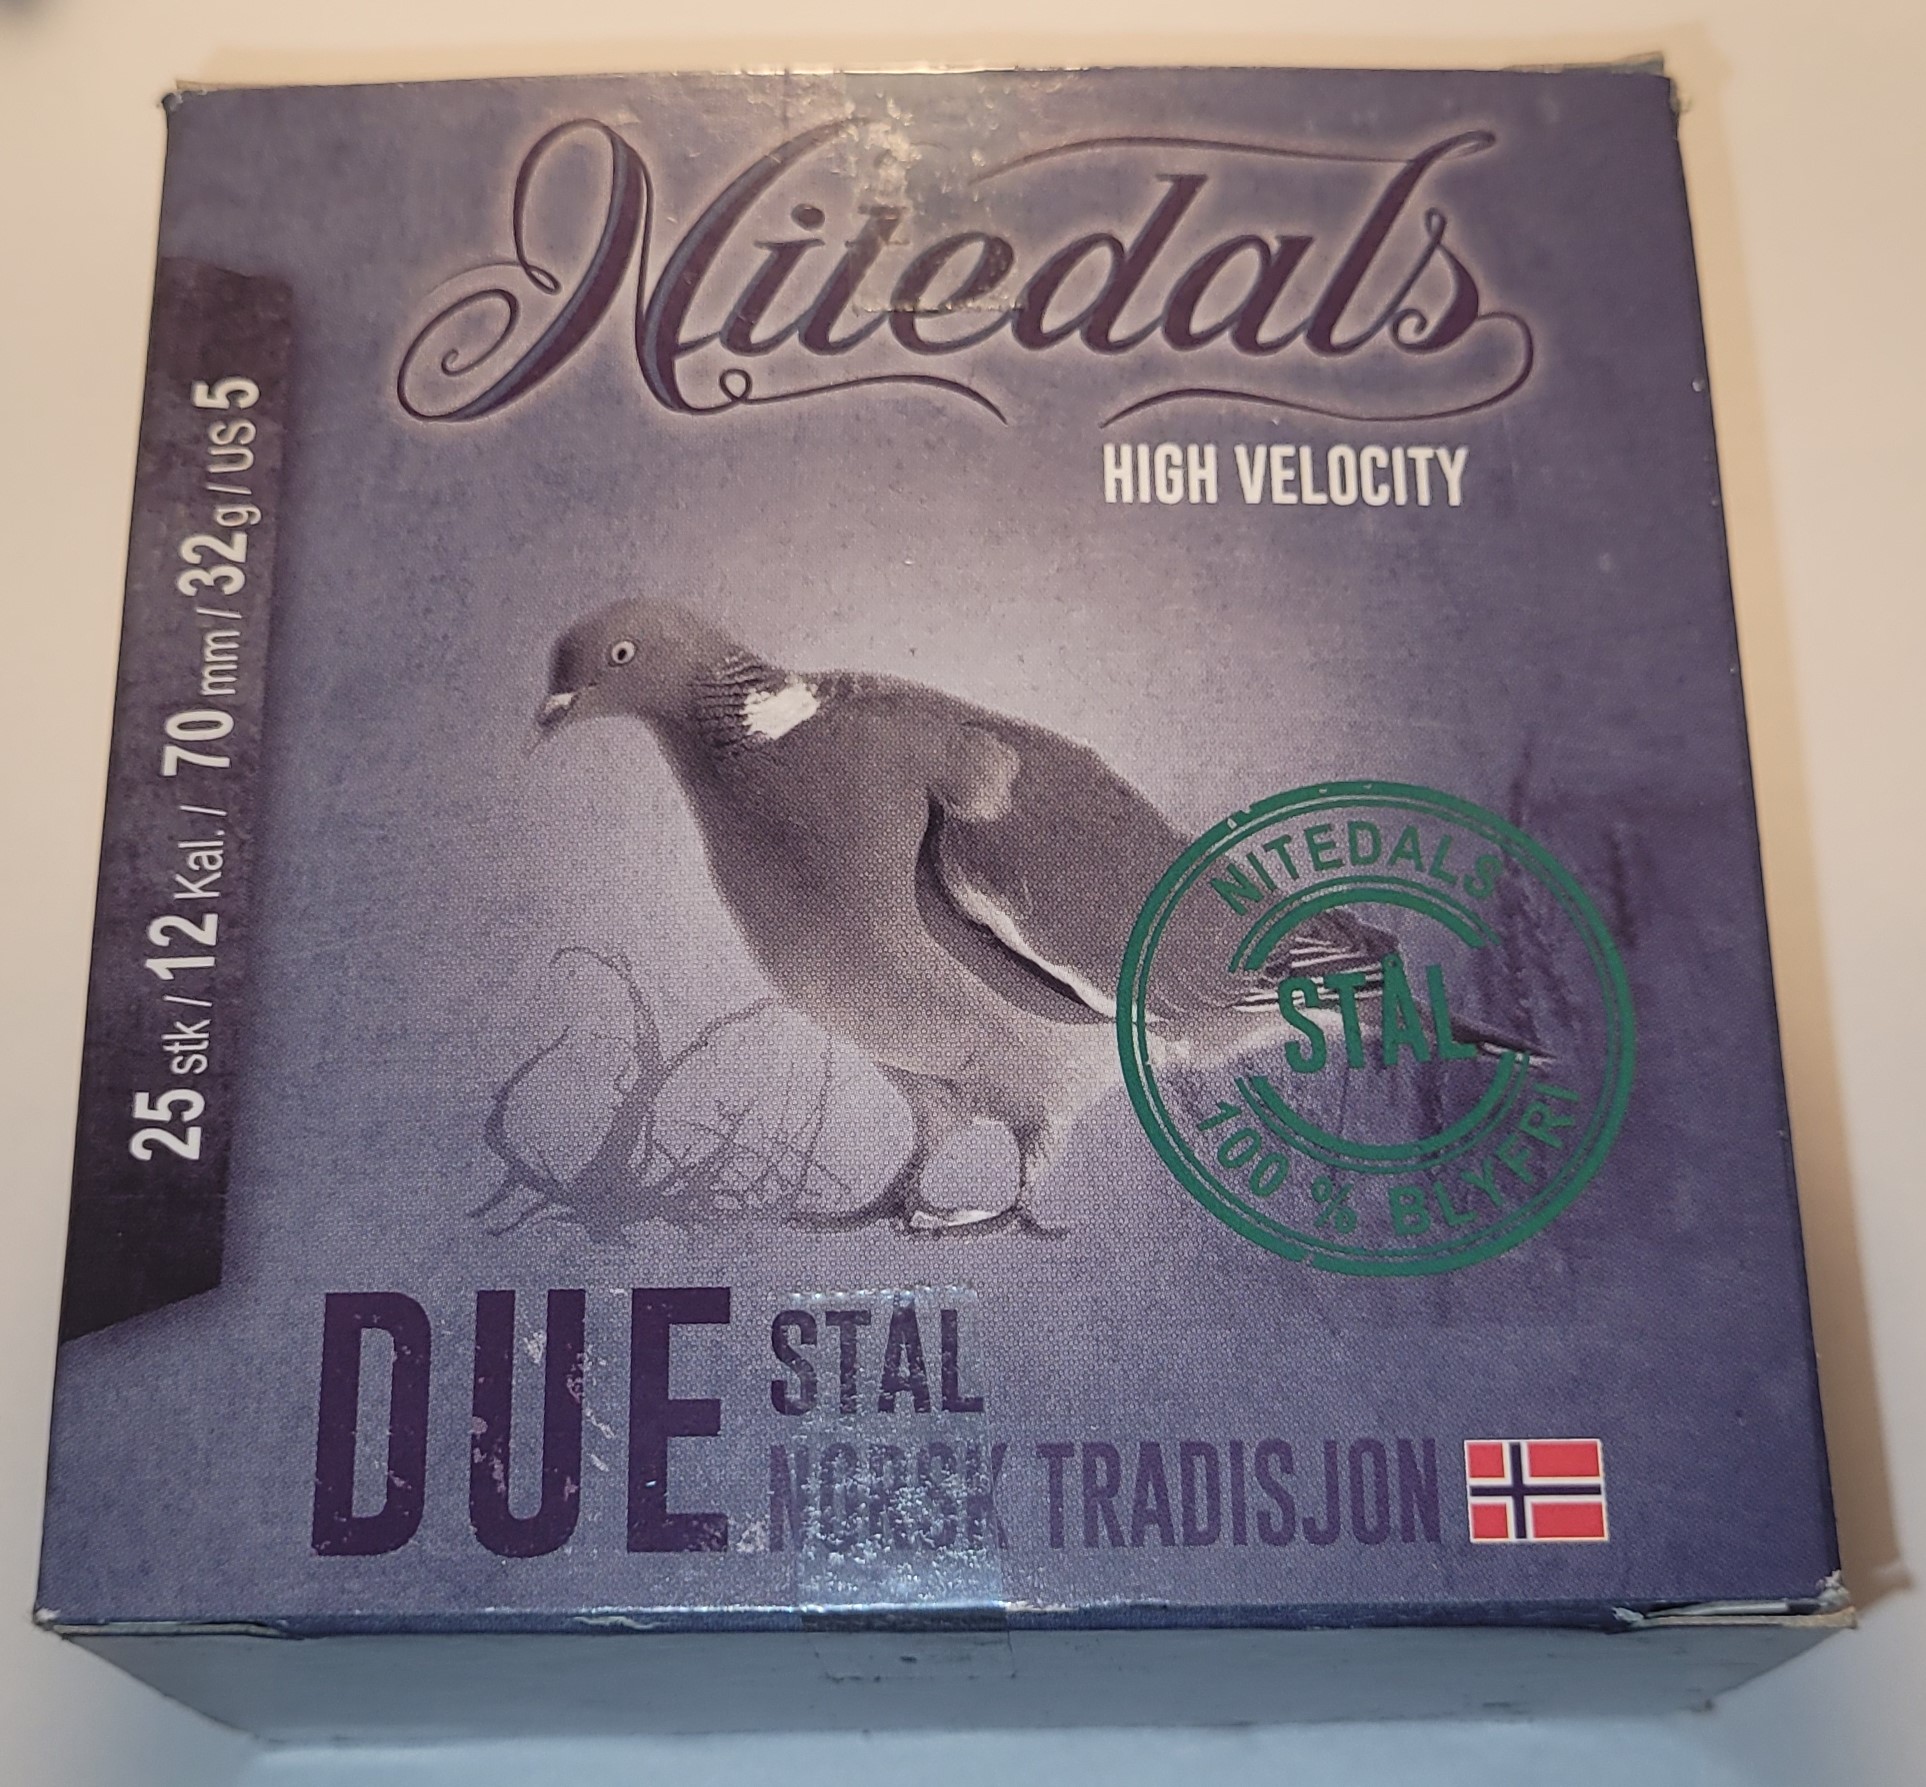 Nitedals
HIGH VELOCITY
25 stk / 12 Kal. / 70 mm / 32 g / US 5
NITEDALS
STÅL
100 % BLYFRI
DUE
STÅL
NORSK TRADISJON